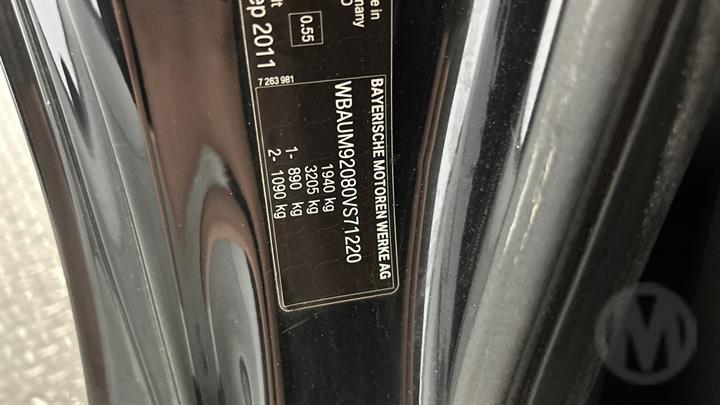 BAYERISCHE MOTOREN WERKE AG
WBAUM92080VS71220
1940 kg
3205 kg
1- 890 kg
2- 1090 kg
7 263 981
0.55
2011
M